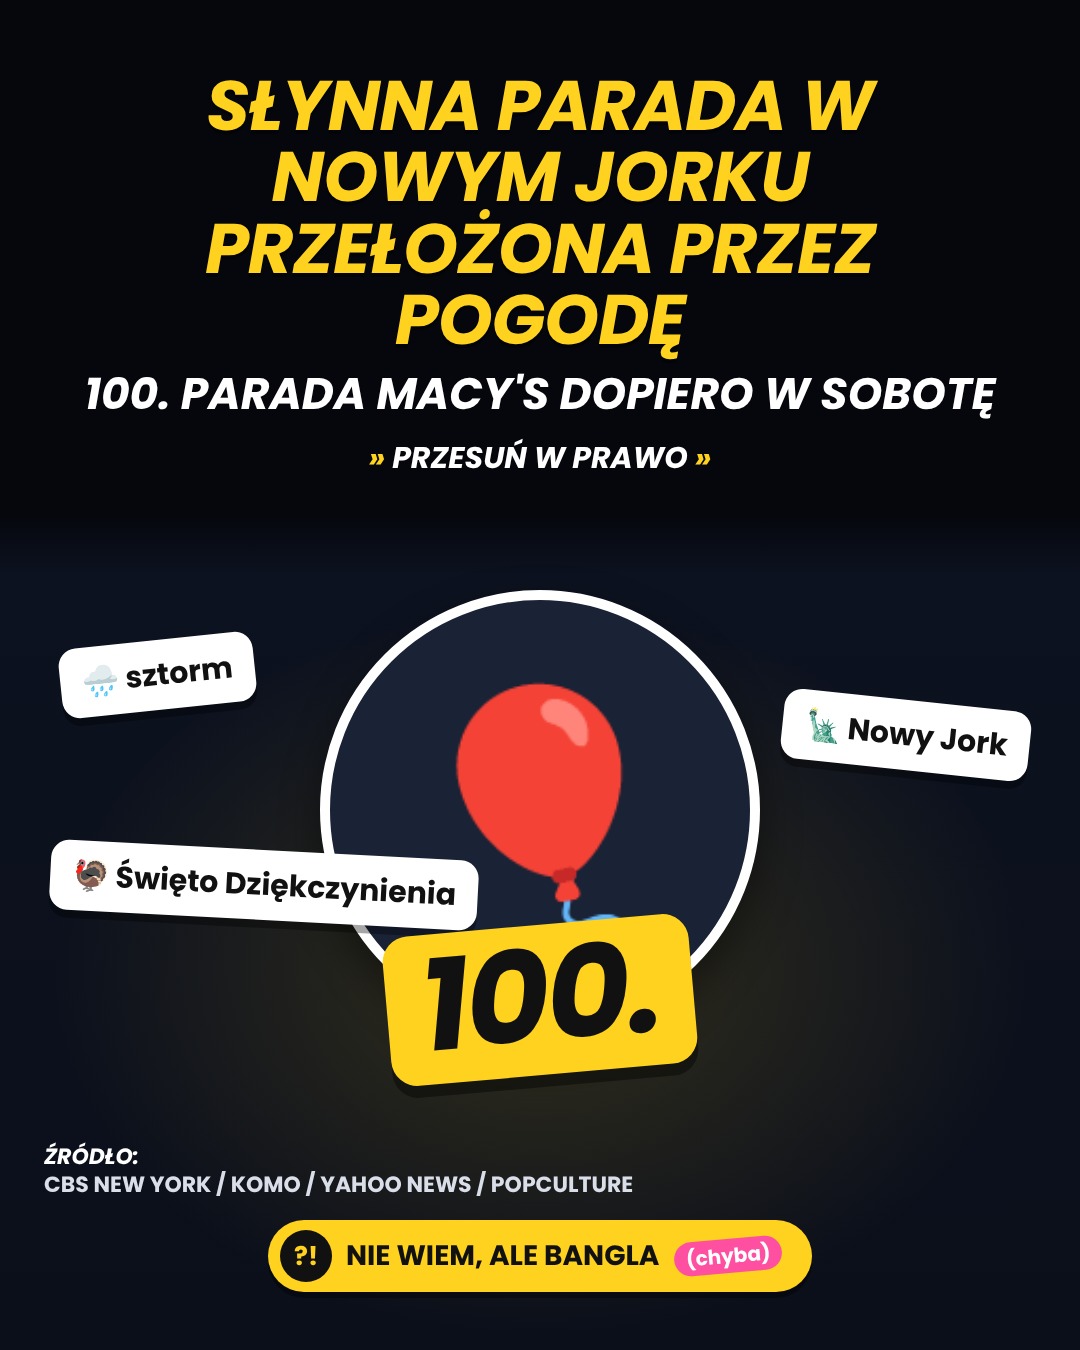 SŁYNNA PARADA W
NOWYM JORKU
PRZEŁOŻONA PRZEZ
POGODĘ
100. PARADA MACY'S DOPIERO W SOBOTĘ
» PRZESUŃ W PRAWO »
sztorm
Nowy Jork
Święto Dziękczynienia
100.
ŹRÓDŁO:
CBS NEW YORK / KOMO / YAHOO NEWS / POPCULTURE
?! NIE WIEM, ALE BANGLA (chyba)